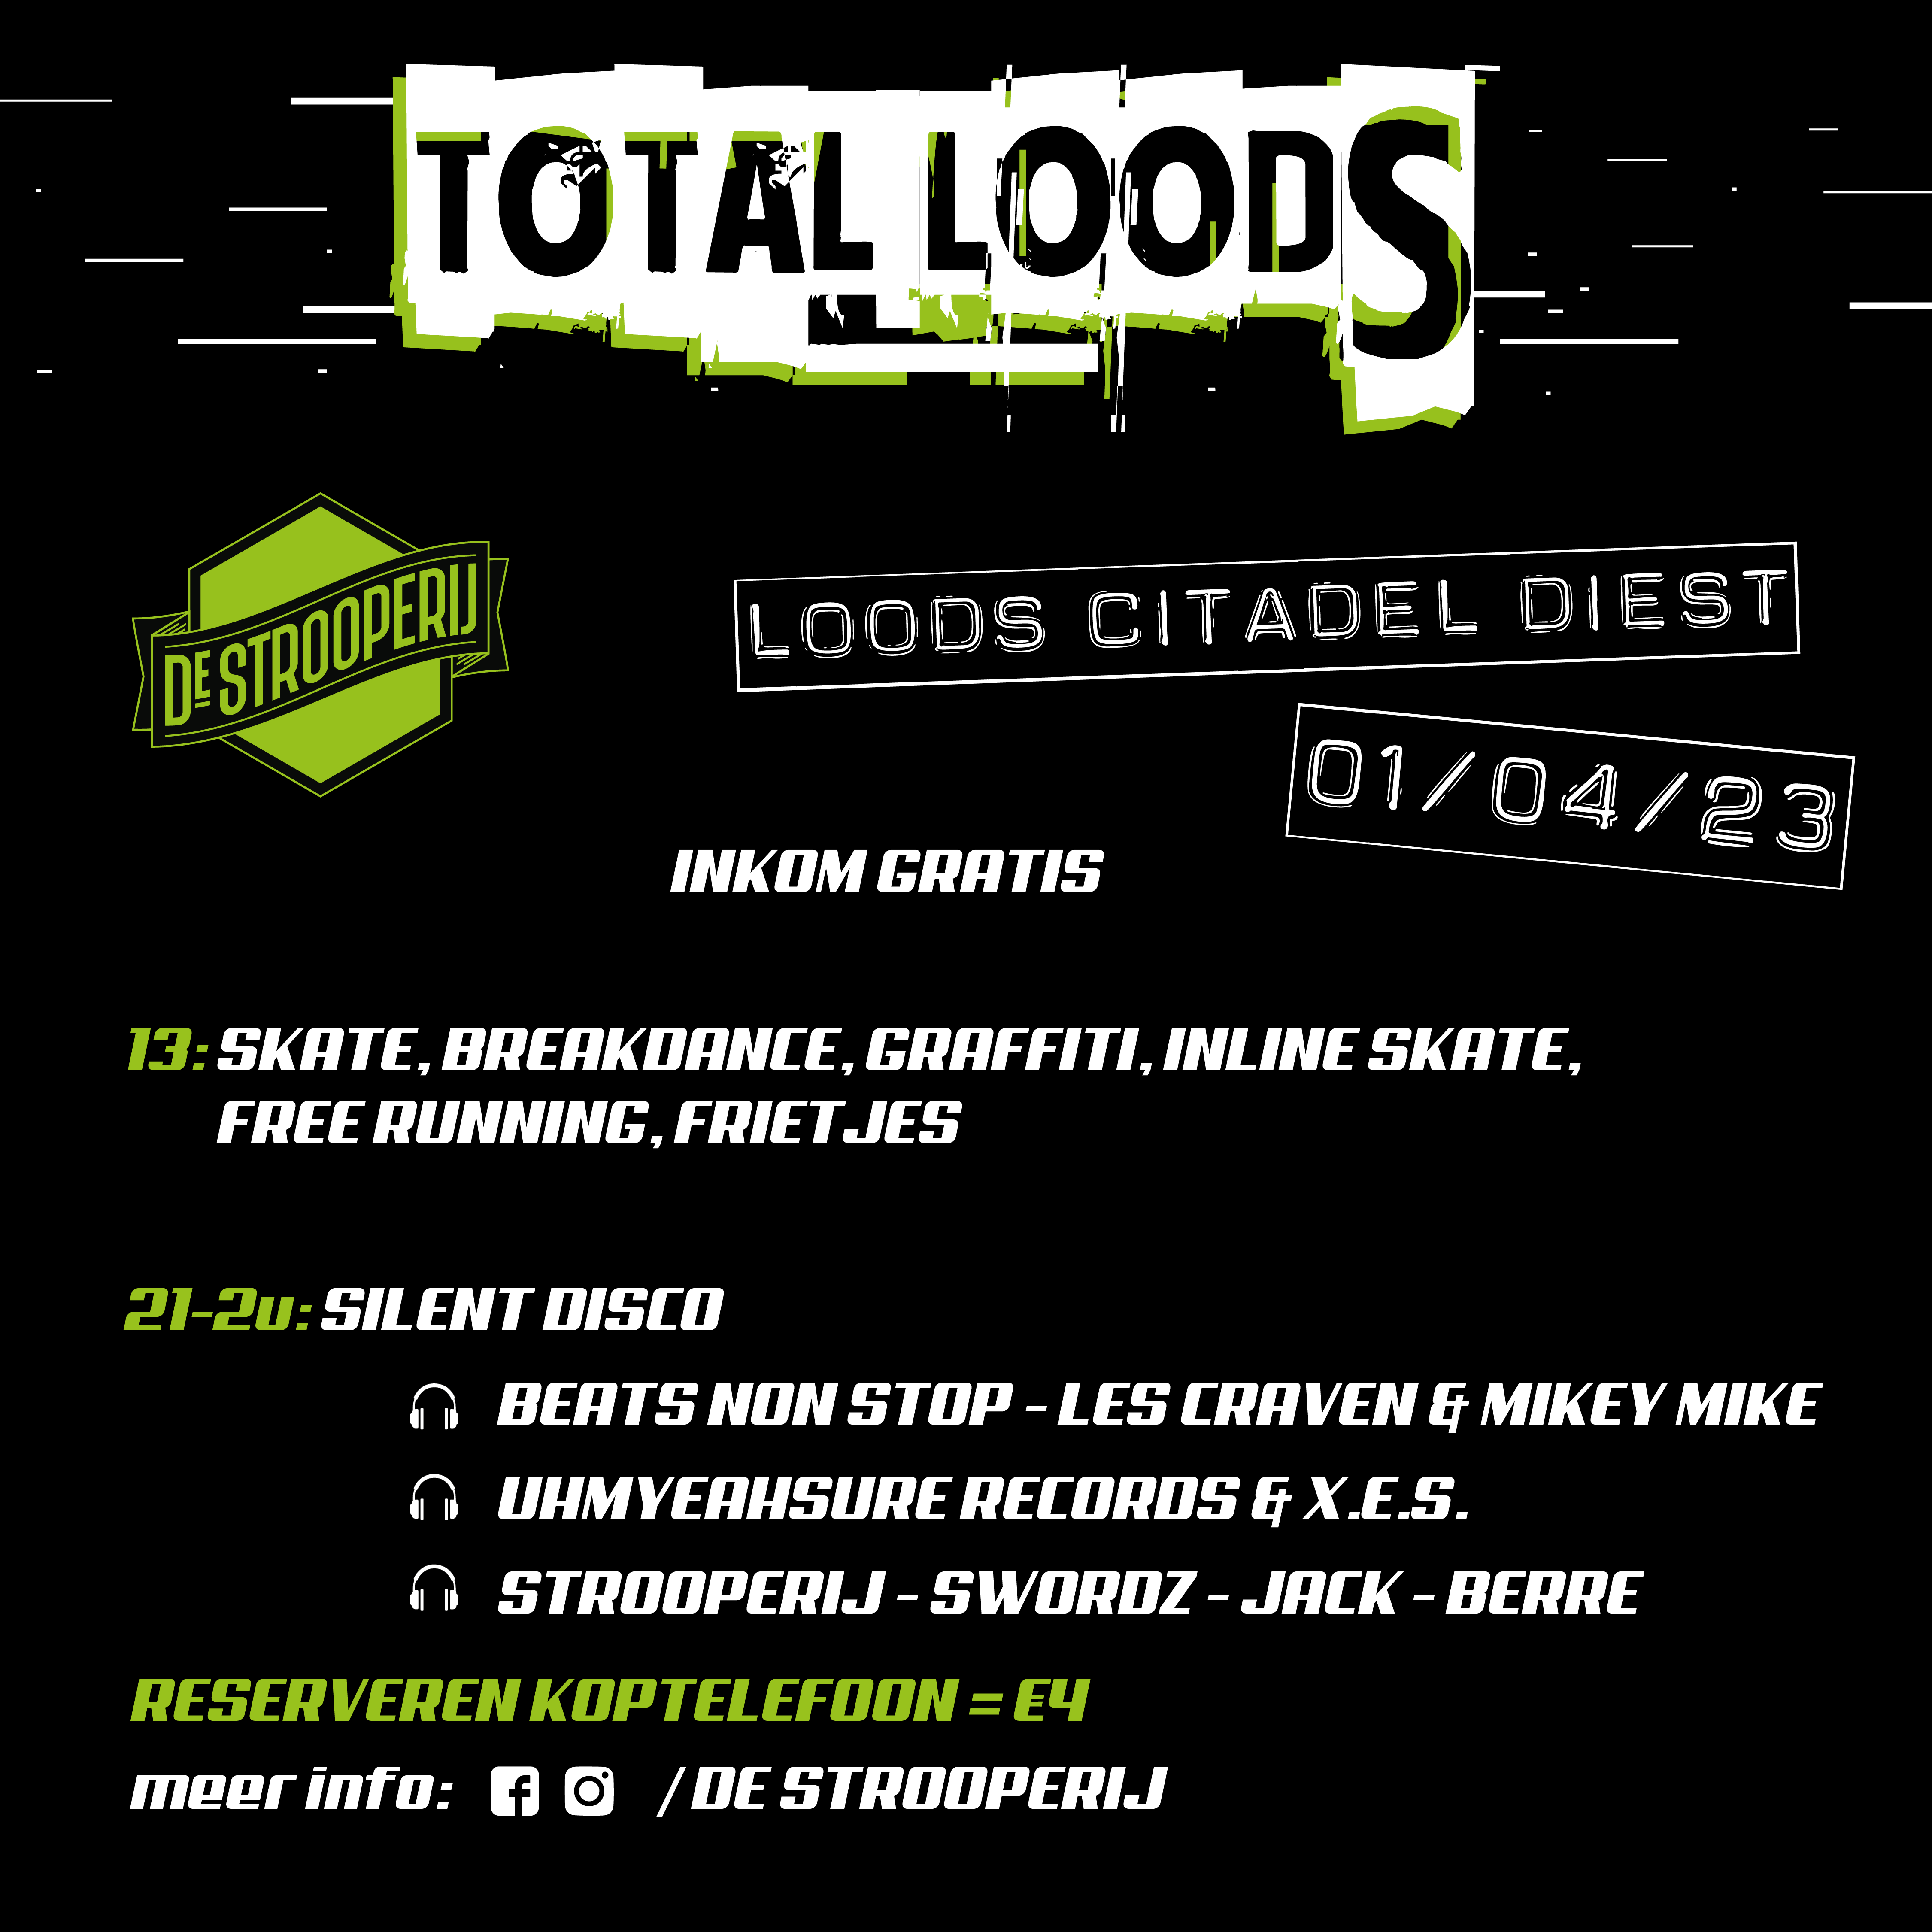 TOTAL LOODS
DE STROOPERIJ
LOODS CITADEL DIEST
01/04/23
INKOM GRATIS
13: SKATE, BREAKDANCE, GRAFFITI, INLINE SKATE,
FREE RUNNING, FRIETJES
21-2u: SILENT DISCO
BEATS NON STOP - LES CRAVEN & MIKEY MIKE
UHMYEAHSURE RECORDS & X.E.S.
STROOPERIJ - SWORDZ - JACK - BERRE
RESERVEREN KOPTELEFOON = €4
meer info: /DE STROOPERIJ